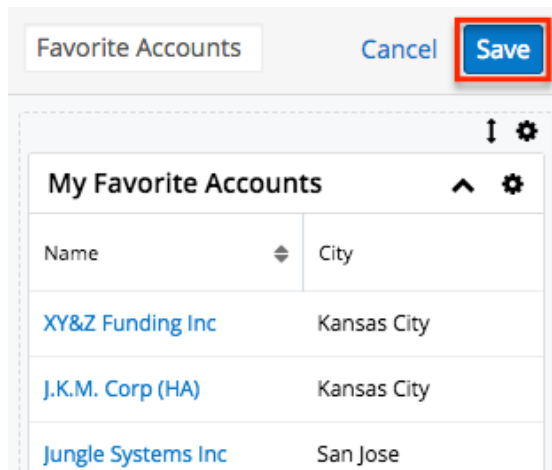 Favorite Accounts Cancel Save
My Favorite Accounts
Name City
XY&Z Funding Inc Kansas City
J.K.M. Corp (HA) Kansas City
Jungle Systems Inc San Jose